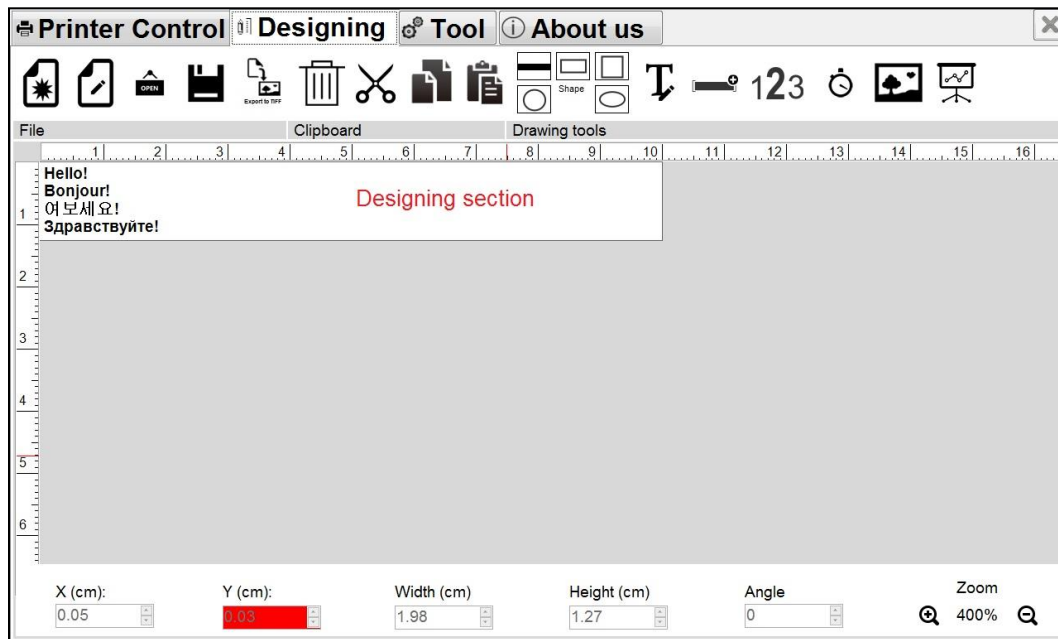 Printer Control Designing Tool About us
OPEN
Export to TIFF
Shape
123
File Clipboard Drawing tools
1 2 3 4 5 6 7 8 9 10 11 12 13 14 15 16
Hello!
Bonjour!
여보세요!
Здравствуйте!
Designing section
1
2
3
4
5
6
X (cm): Y (cm): Width (cm) Height (cm) Angle Zoom
0.05 0.03 1.98 1.27 0 400%